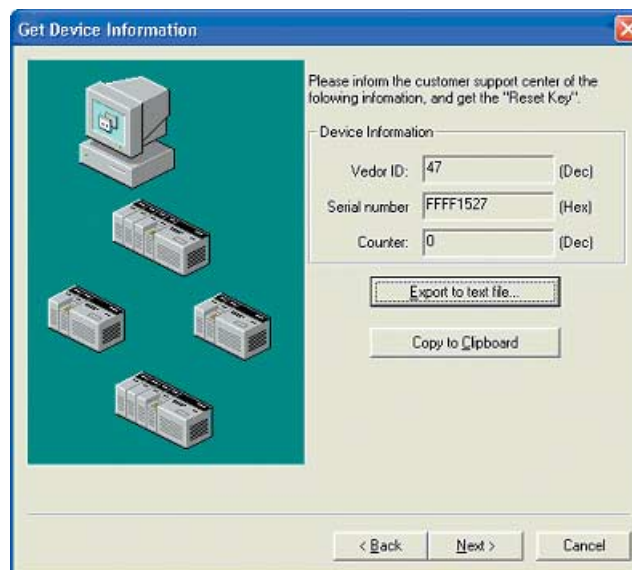 Get Device Information
Please inform the customer support center of the
folowing infomation, and get the "Reset Key".
Device Information
Vedor ID: 47 (Dec)
Serial number FFFF1527 (Hex)
Counter: 0 (Dec)
Export to text file...
Copy to Clipboard
< Back Next > Cancel